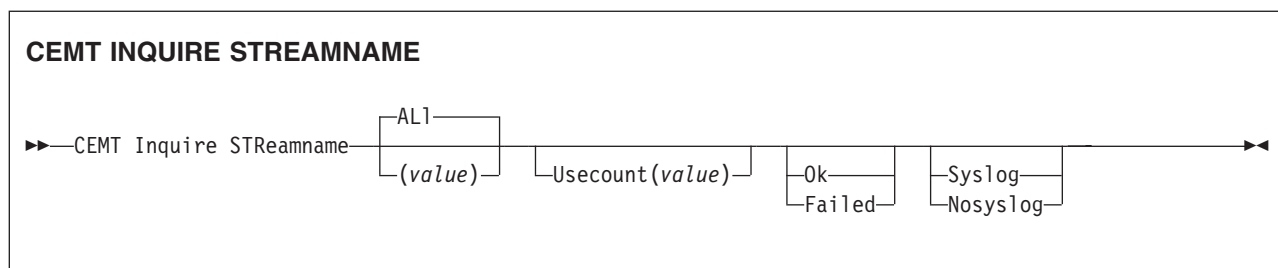 CEMT INQUIRE STREAMNAME
ALl
CEMT Inquire STReamname
(value)
Usecount(value)
Ok
Failed
Syslog
Nosyslog